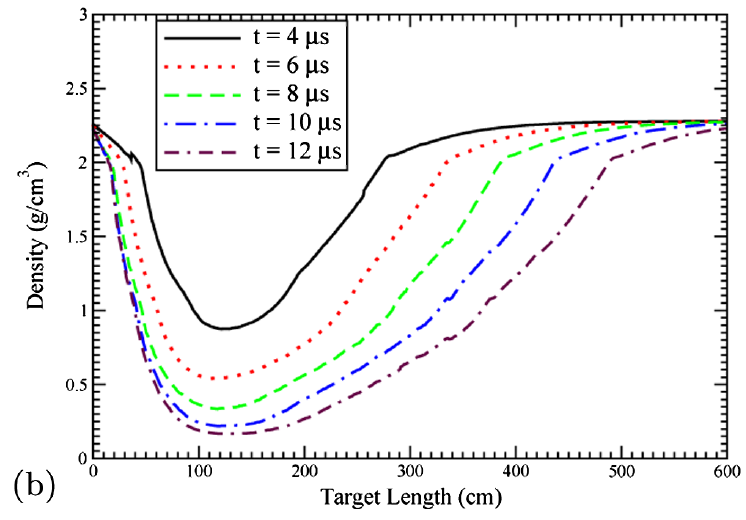 3
2.5
2
1.5
1
0.5
0
Density (g/cm³)
t = 4 μs
t = 6 μs
t = 8 μs
t = 10 μs
t = 12 μs
0 100 200 300 400 500 600
Target Length (cm)
(b)